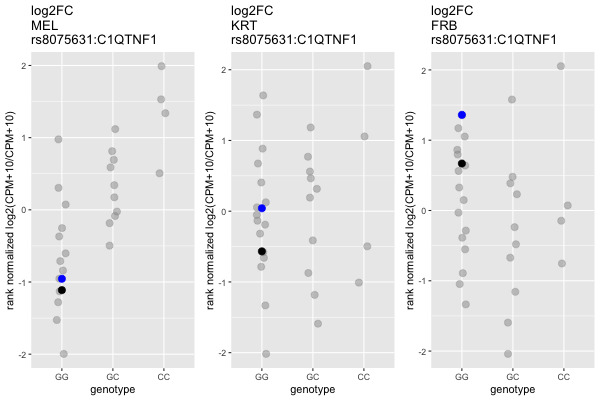 log2FC
MEL
rs8075631:C1QTNF1
rank normalized log2(CPM+10/CPM+10)
2
1
0
-1
-2
GG
GC
CC
genotype
log2FC
KRT
rs8075631:C1QTNF1
rank normalized log2(CPM+10/CPM+10)
2
1
0
-1
-2
GG
GC
CC
genotype
log2FC
FRB
rs8075631:C1QTNF1
rank normalized log2(CPM+10/CPM+10)
2
1
0
-1
-2
GG
GC
CC
genotype